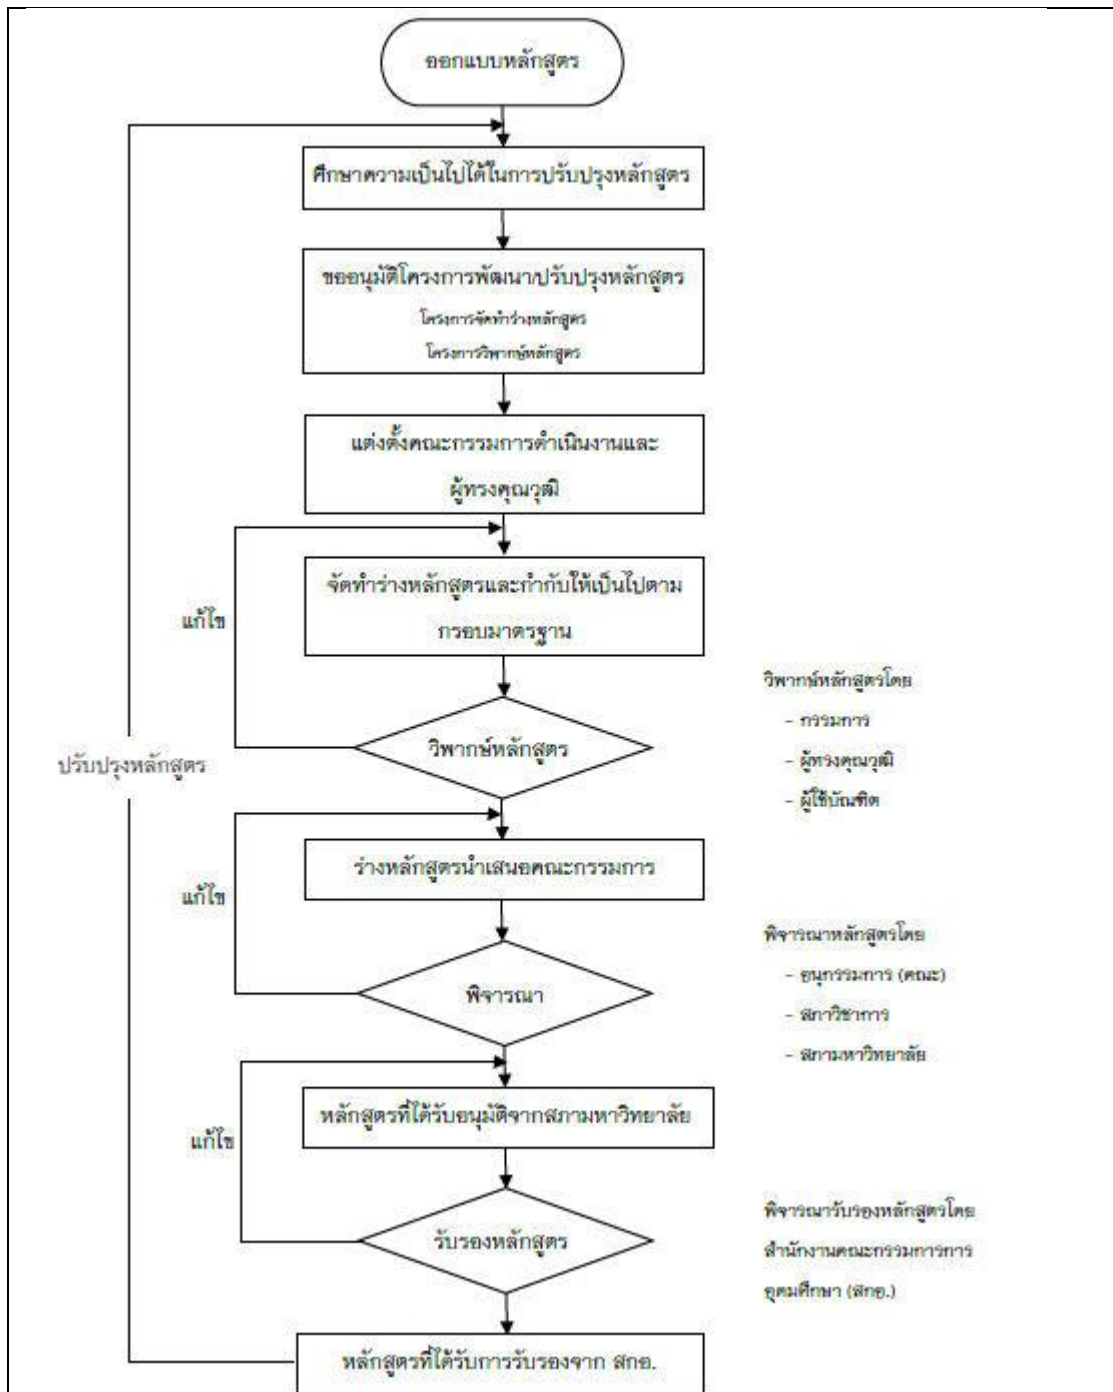 ออกแบบหลักสูตร
ศึกษาความเป็นไปได้ในการปรับปรุงหลักสูตร
ขออนุมัติโครงการพัฒนา/ปรับปรุงหลักสูตร
โครงการจัดทำร่างหลักสูตร
โครงการวิพากษ์หลักสูตร
แต่งตั้งคณะกรรมการดำเนินงานและ
ผู้ทรงคุณวุฒิ
จัดทำร่างหลักสูตรและกำกับให้เป็นไปตาม
กรอบมาตรฐาน
แก้ไข
วิพากษ์หลักสูตร
วิพากษ์หลักสูตรโดย
- กรรมการ
- ผู้ทรงคุณวุฒิ
- ผู้ใช้บัณฑิต
ปรับปรุงหลักสูตร
ร่างหลักสูตรนำเสนอคณะกรรมการ
แก้ไข
พิจารณา
พิจารณาหลักสูตรโดย
- อนุกรรมการ (คณะ)
- สภาวิชาการ
- สภามหาวิทยาลัย
หลักสูตรที่ได้รับอนุมัติจากสภามหาวิทยาลัย
แก้ไข
รับรองหลักสูตร
พิจารณารับรองหลักสูตรโดย
สำนักงานคณะกรรมการการ
อุดมศึกษา (สกอ.)
หลักสูตรที่ได้รับการรับรองจาก สกอ.